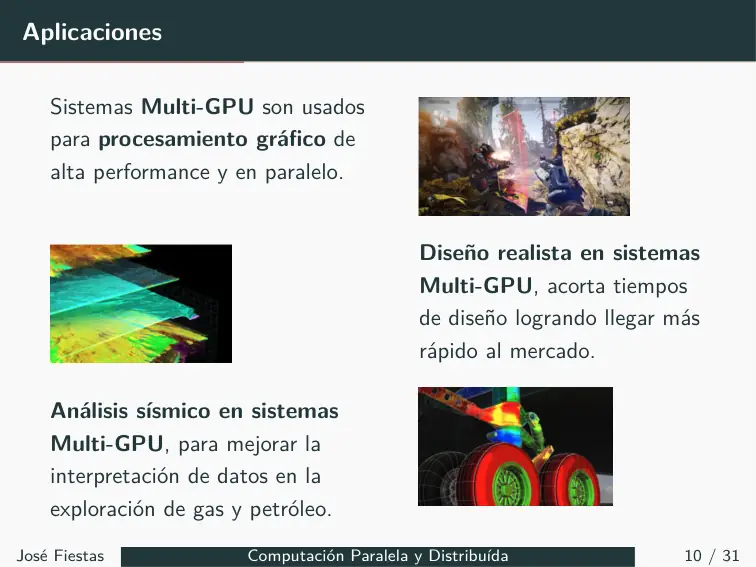 Aplicaciones
Sistemas Multi-GPU son usados
para procesamiento gráfico de
alta performance y en paralelo.
Análisis sísmico en sistemas
Multi-GPU, para mejorar la
interpretación de datos en la
exploración de gas y petróleo.
Diseño realista en sistemas
Multi-GPU, acorta tiempos
de diseño logrando llegar más
rápido al mercado.
José Fiestas
Computación Paralela y Distribuída
10 / 31